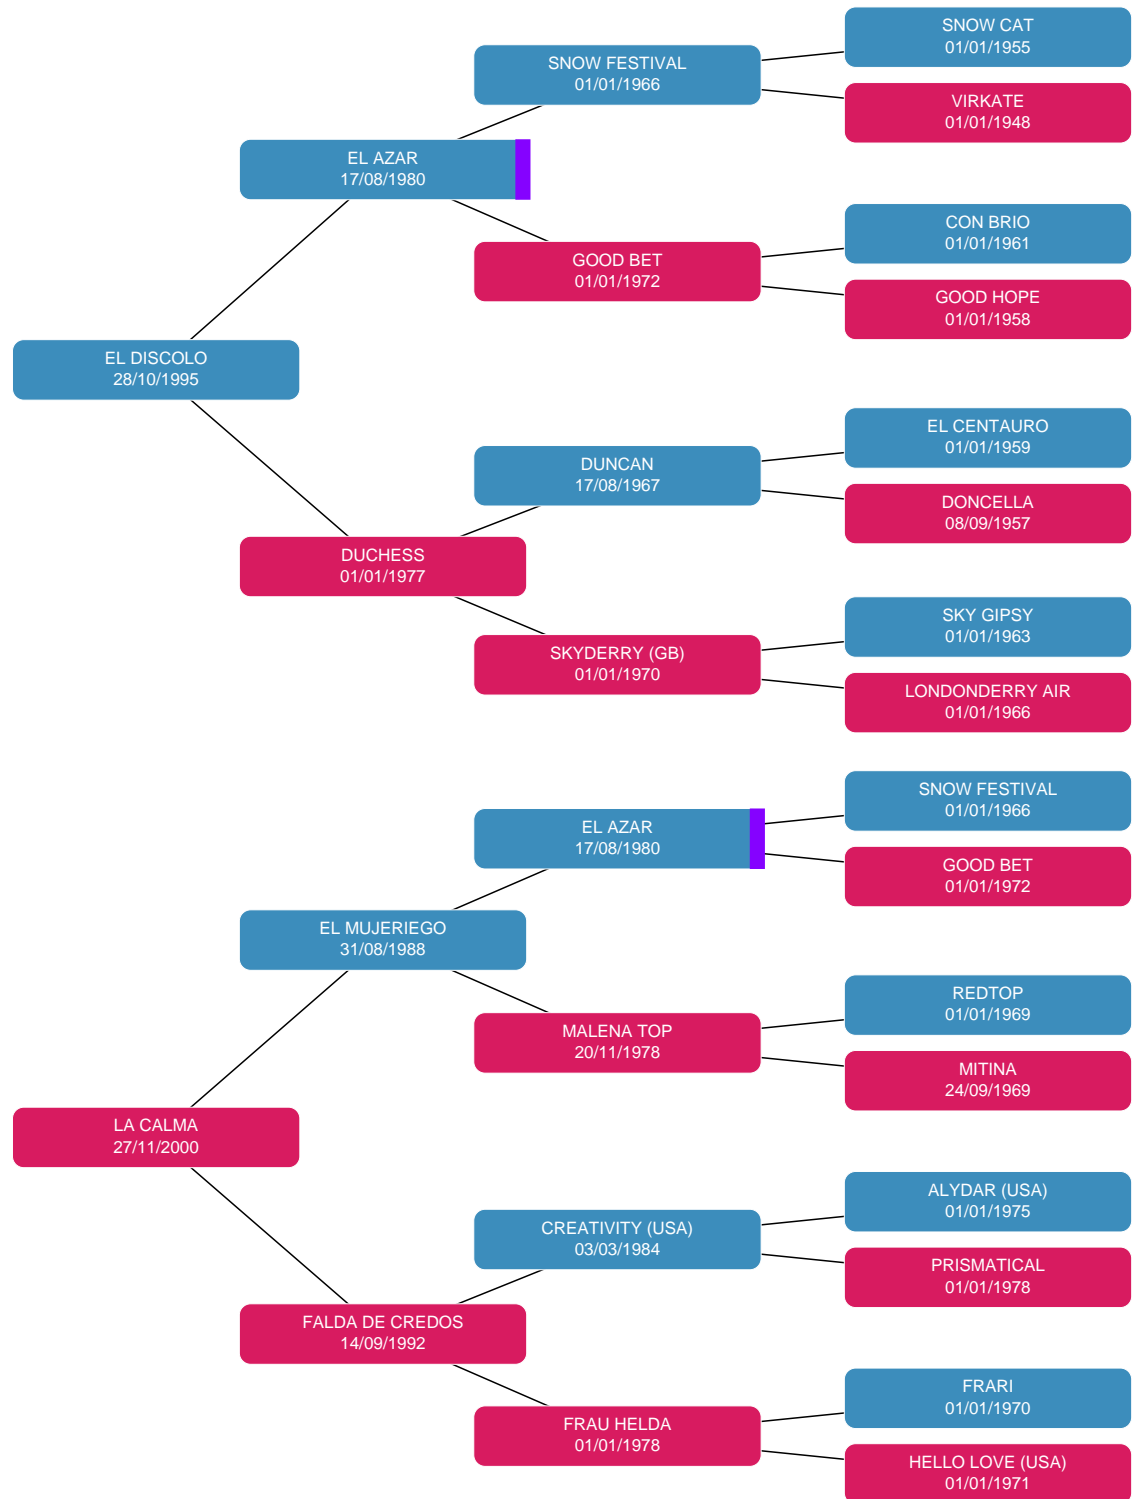 SNOW CAT
01/01/1955
SNOW FESTIVAL
01/01/1966
VIRKATE
01/01/1948
EL AZAR
17/08/1980
CON BRIO
01/01/1961
GOOD BET
01/01/1972
GOOD HOPE
01/01/1958
EL DISCOLO
28/10/1995
EL CENTAURO
01/01/1959
DUNCAN
17/08/1967
DONCELLA
08/09/1957
DUCHESS
01/01/1977
SKY GIPSY
01/01/1963
SKYDERRY (GB)
01/01/1970
LONDONDERRY AIR
01/01/1966
SNOW FESTIVAL
01/01/1966
EL AZAR
17/08/1980
GOOD BET
01/01/1972
EL MUJERIEGO
31/08/1988
REDTOP
01/01/1969
MALENA TOP
20/11/1978
MITINA
24/09/1969
LA CALMA
27/11/2000
ALYDAR (USA)
01/01/1975
CREATIVITY (USA)
03/03/1984
PRISMATICAL
01/01/1978
FALDA DE CREDOS
14/09/1992
FRARI
01/01/1970
FRAU HELDA
01/01/1978
HELLO LOVE (USA)
01/01/1971